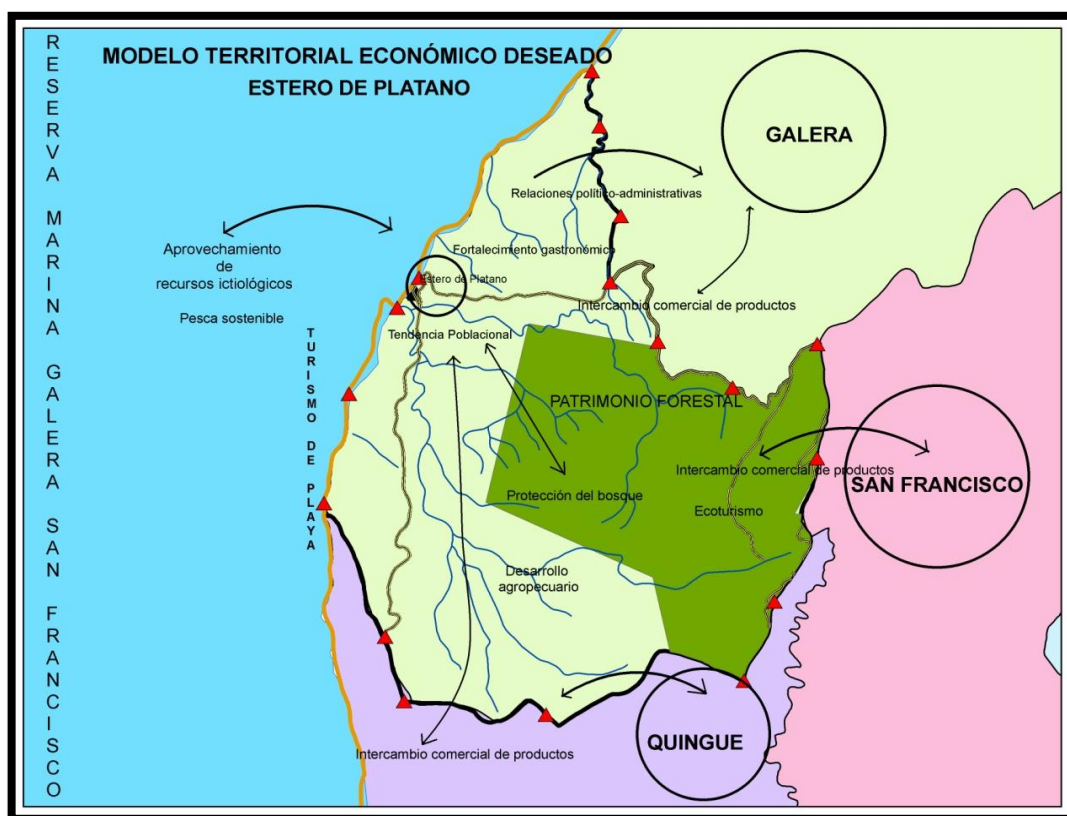 MODELO TERRITORIAL ECONÓMICO DESEADO
ESTERO DE PLATANO
RESERVA MARINA GALERA SAN FRANCISCO
GALERA
Relaciones político-administrativas
Aprovechamiento
de
recursos ictiológicos
Pesca sostenible
Fortalecimiento gastronómico
Estero de Platano
Intercambio comercial de productos
Tendencia Poblacional
TURISMO DE PLAYA
PATRIMONIO FORESTAL
Intercambio comercial de productos
SAN FRANCISCO
Protección del bosque
Ecoturismo
Desarrollo
agropecuario
QUINGUE
Intercambio comercial de productos